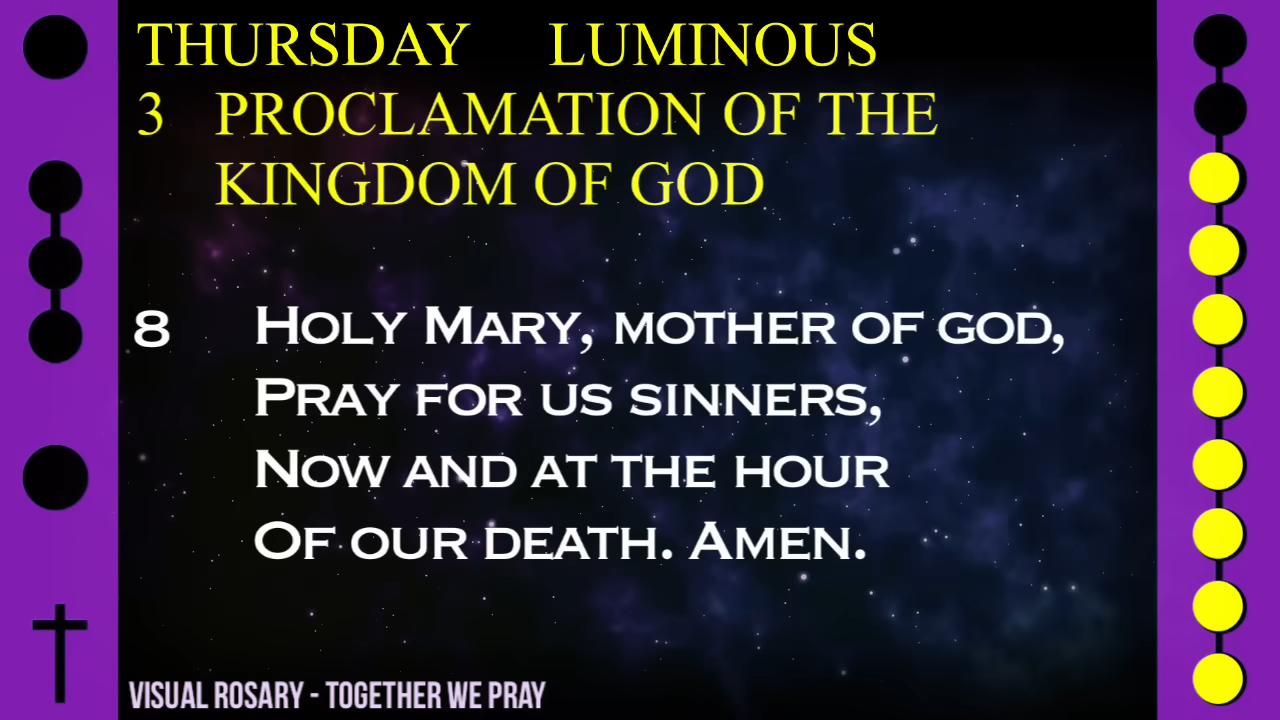 THURSDAY LUMINOUS
3 PROCLAMATION OF THE
KINGDOM OF GOD
8 HOLY MARY, MOTHER OF GOD,
PRAY FOR US SINNERS,
NOW AND AT THE HOUR
OF OUR DEATH. AMEN.
VISUAL ROSARY - TOGETHER WE PRAY